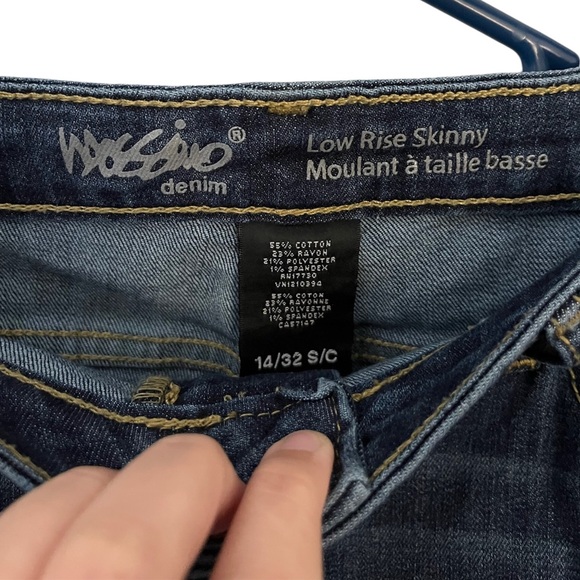 Mossimo®
denim
Low Rise Skinny
Moulant à taille basse
55% COTTON
23% RAYON
21% POLYESTER
1% SPANDEX
RN17730
VN1210394
55% COTON
23% RAYONNE
21% POLYESTER
1% SPANDEX
CA57147
14/32 S/C